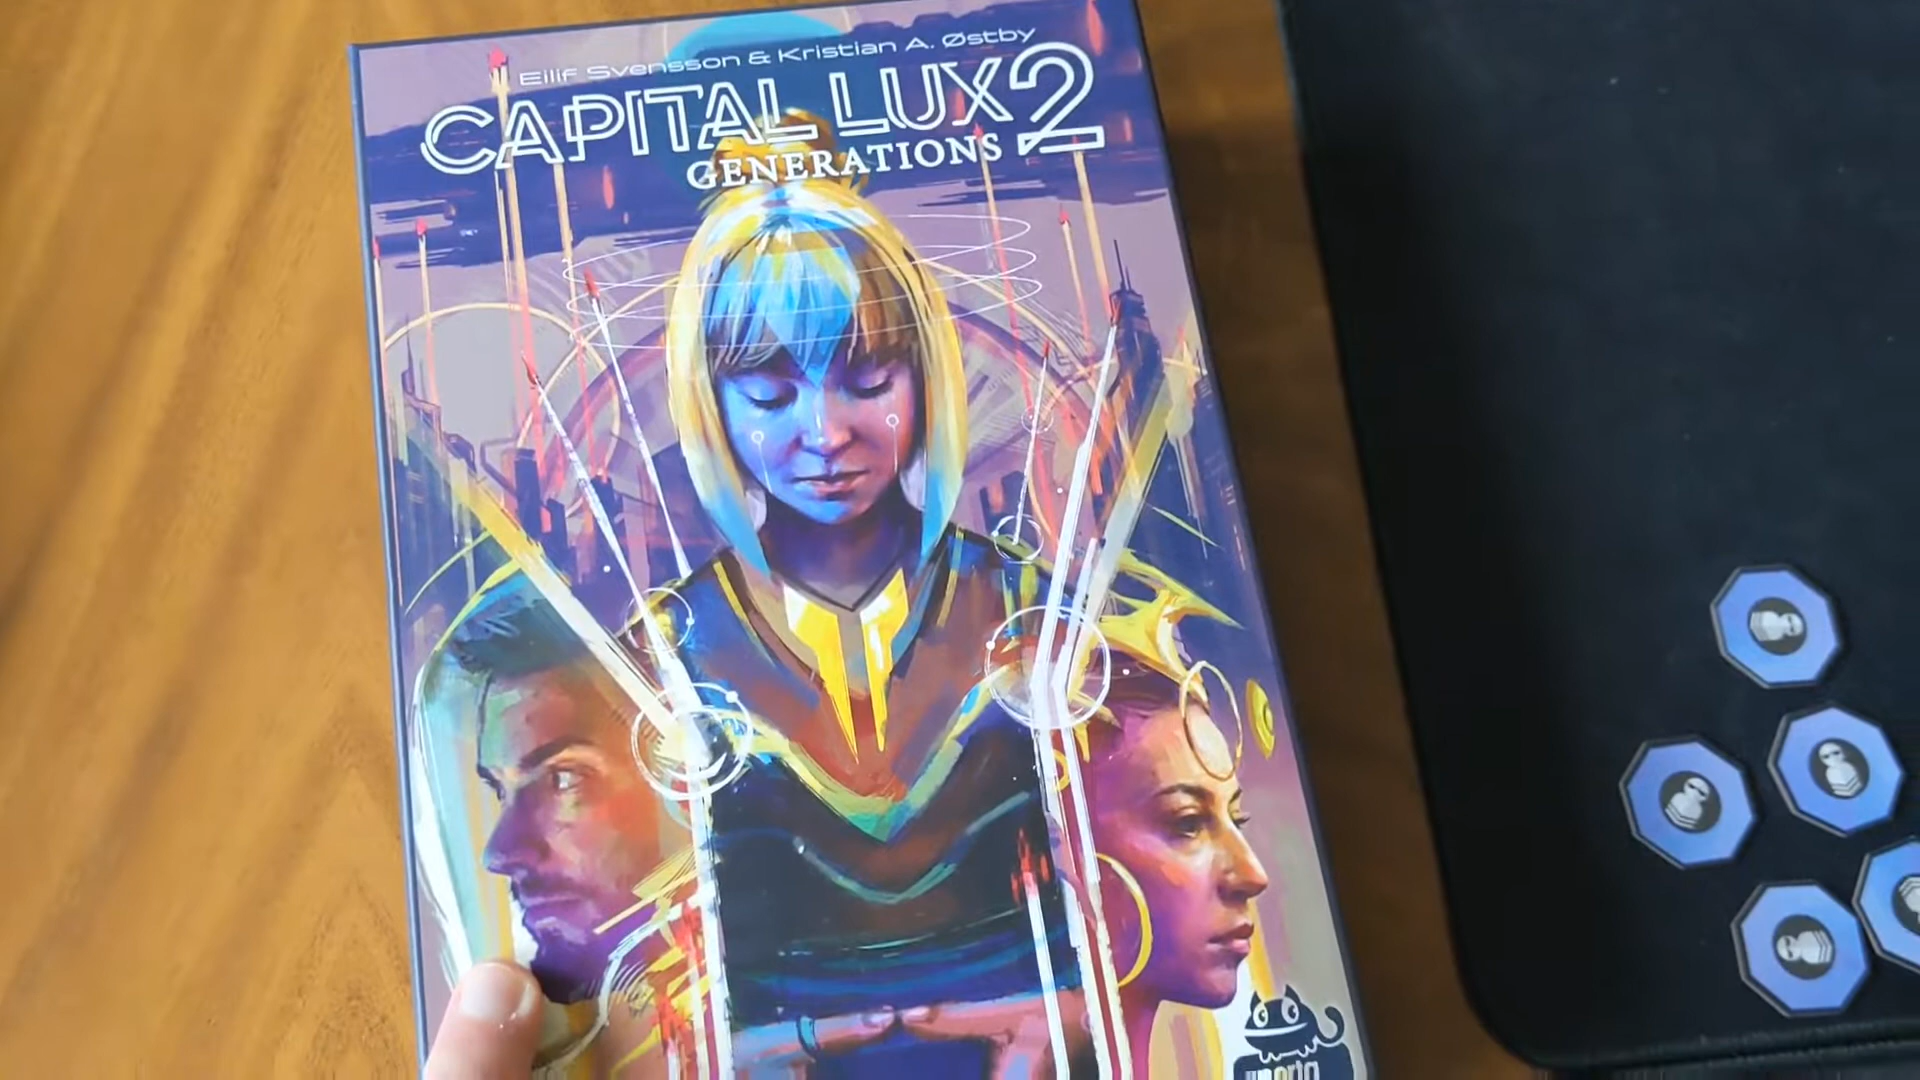 Eilif Svensson & Kristian A. Østby
CAPITAL LUX 2
GENERATIONS